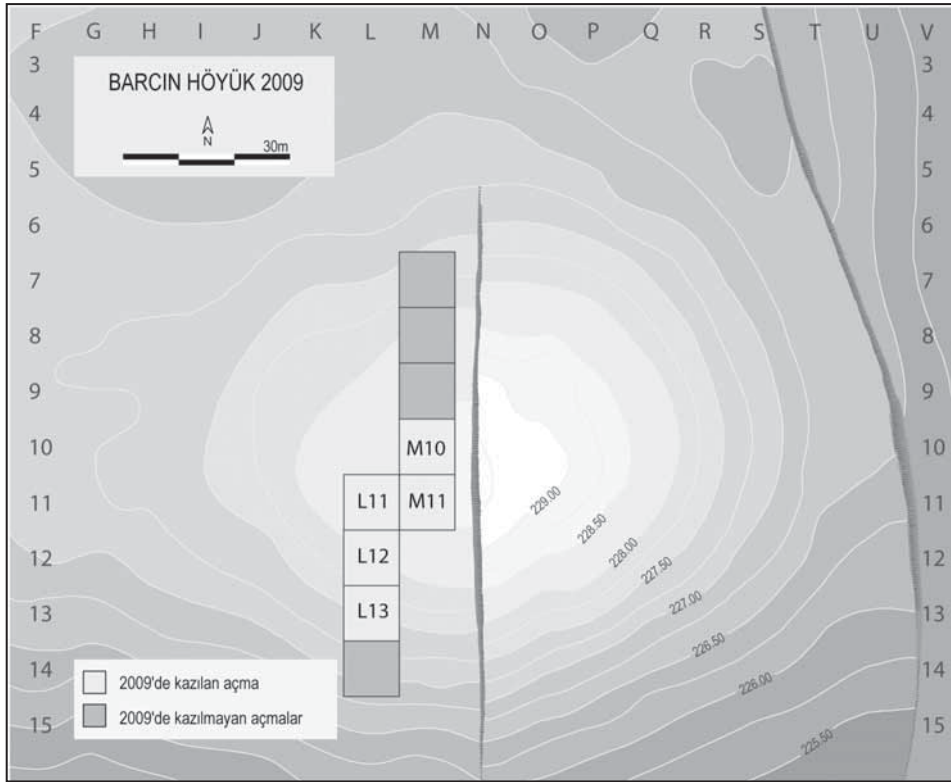 F G H I J K L M N O P Q R S T U V
3 3
BARCIN HÖYÜK 2009
4 4
N
30m
5 5
6 6
7 7
8 8
9 9
10 M10 10
11 L11 M11 229.00 11
228.50
12 L12 228.00 12
227.50
13 L13 227.00 13
226.50
14 2009'de kazılan açma 226.00 14
15 2009'de kazılmayan açmalar 225.50 15